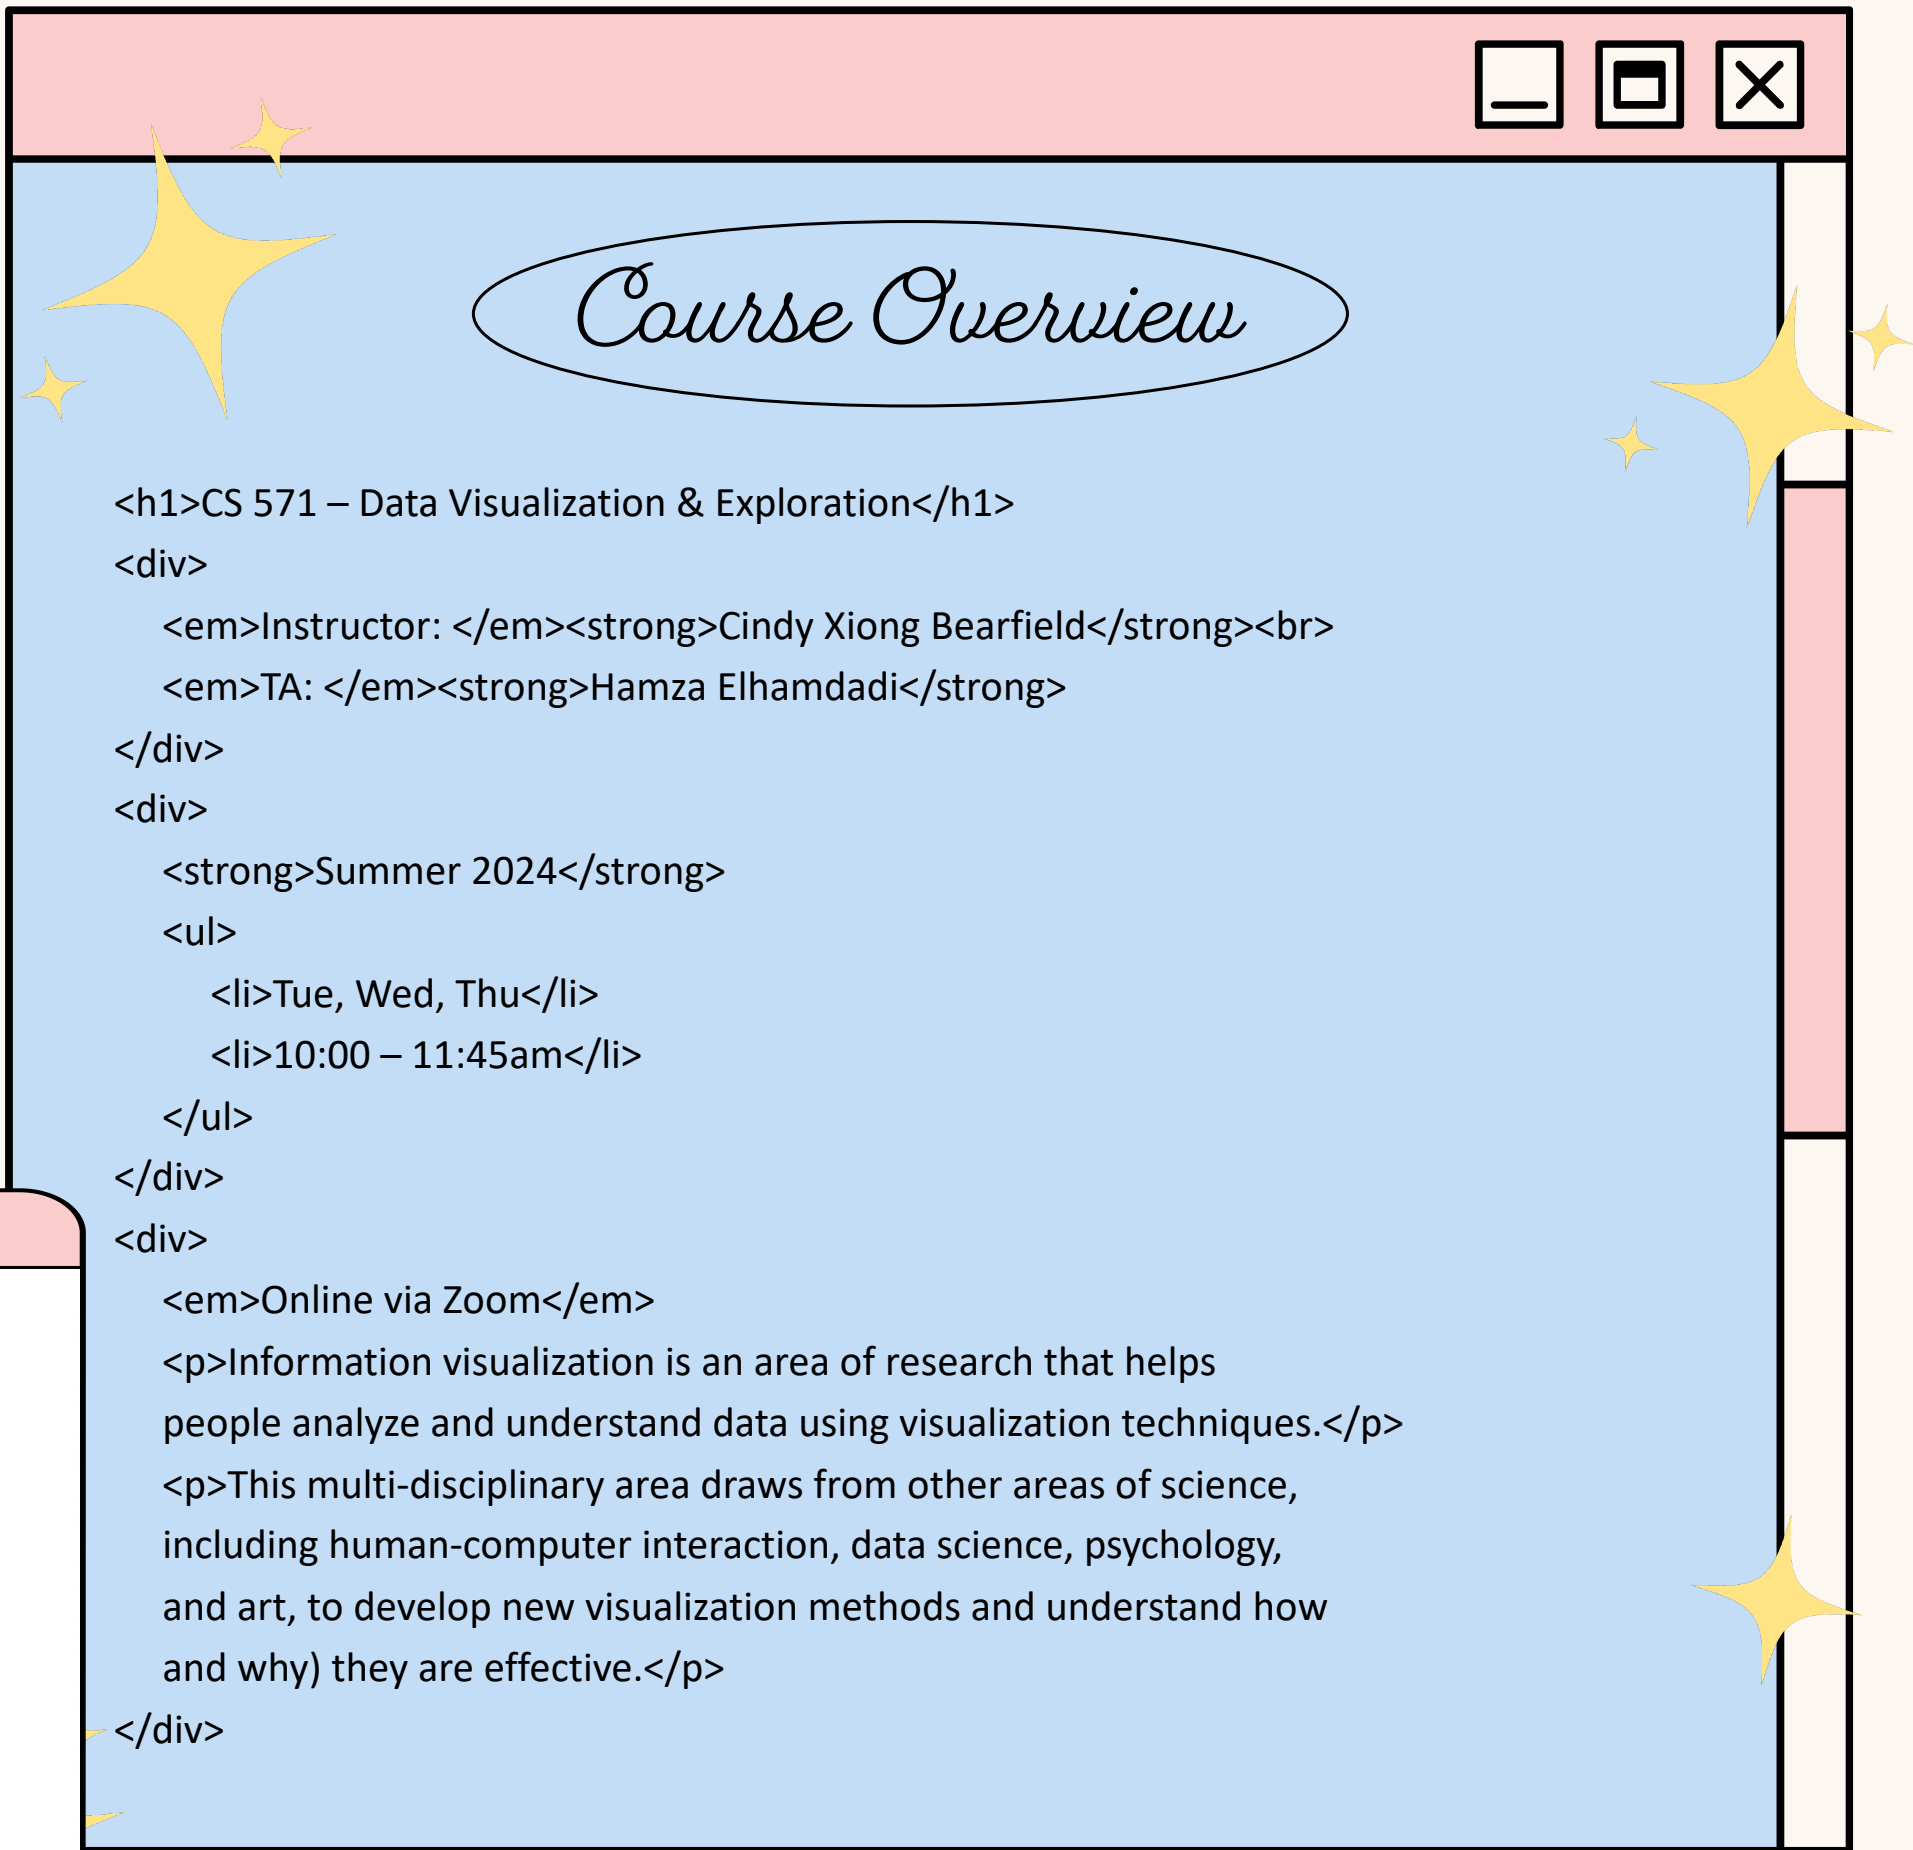 Course Overview
<h1>CS 571 – Data Visualization & Exploration</h1>
<div>
<em>Instructor: </em><strong>Cindy Xiong Bearfield</strong><br>
<em>TA: </em><strong>Hamza Elhamdadi</strong>
</div>
<div>
<strong>Summer 2024</strong>
<ul>
<li>Tue, Wed, Thu</li>
<li>10:00 – 11:45am</li>
</ul>
</div>
<div>
<em>Online via Zoom</em>
<p>Information visualization is an area of research that helps
people analyze and understand data using visualization techniques.</p>
<p>This multi-disciplinary area draws from other areas of science,
including human-computer interaction, data science, psychology,
and art, to develop new visualization methods and understand how
and why) they are effective.</p>
</div>